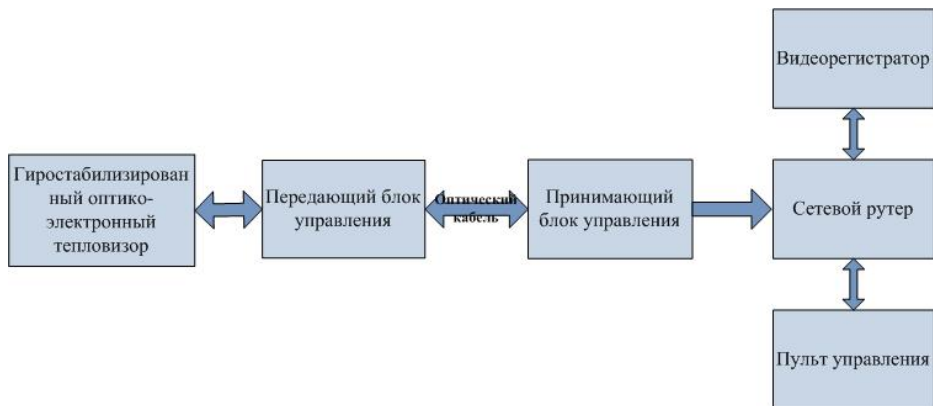 Видеорегистратор
Гиростабилизирован
ный оптико-
электронный
тепловизор
Передающий блок
управления
Оптический
кабель
Принимающий
блок управления
Сетевой рутер
Пульт управления